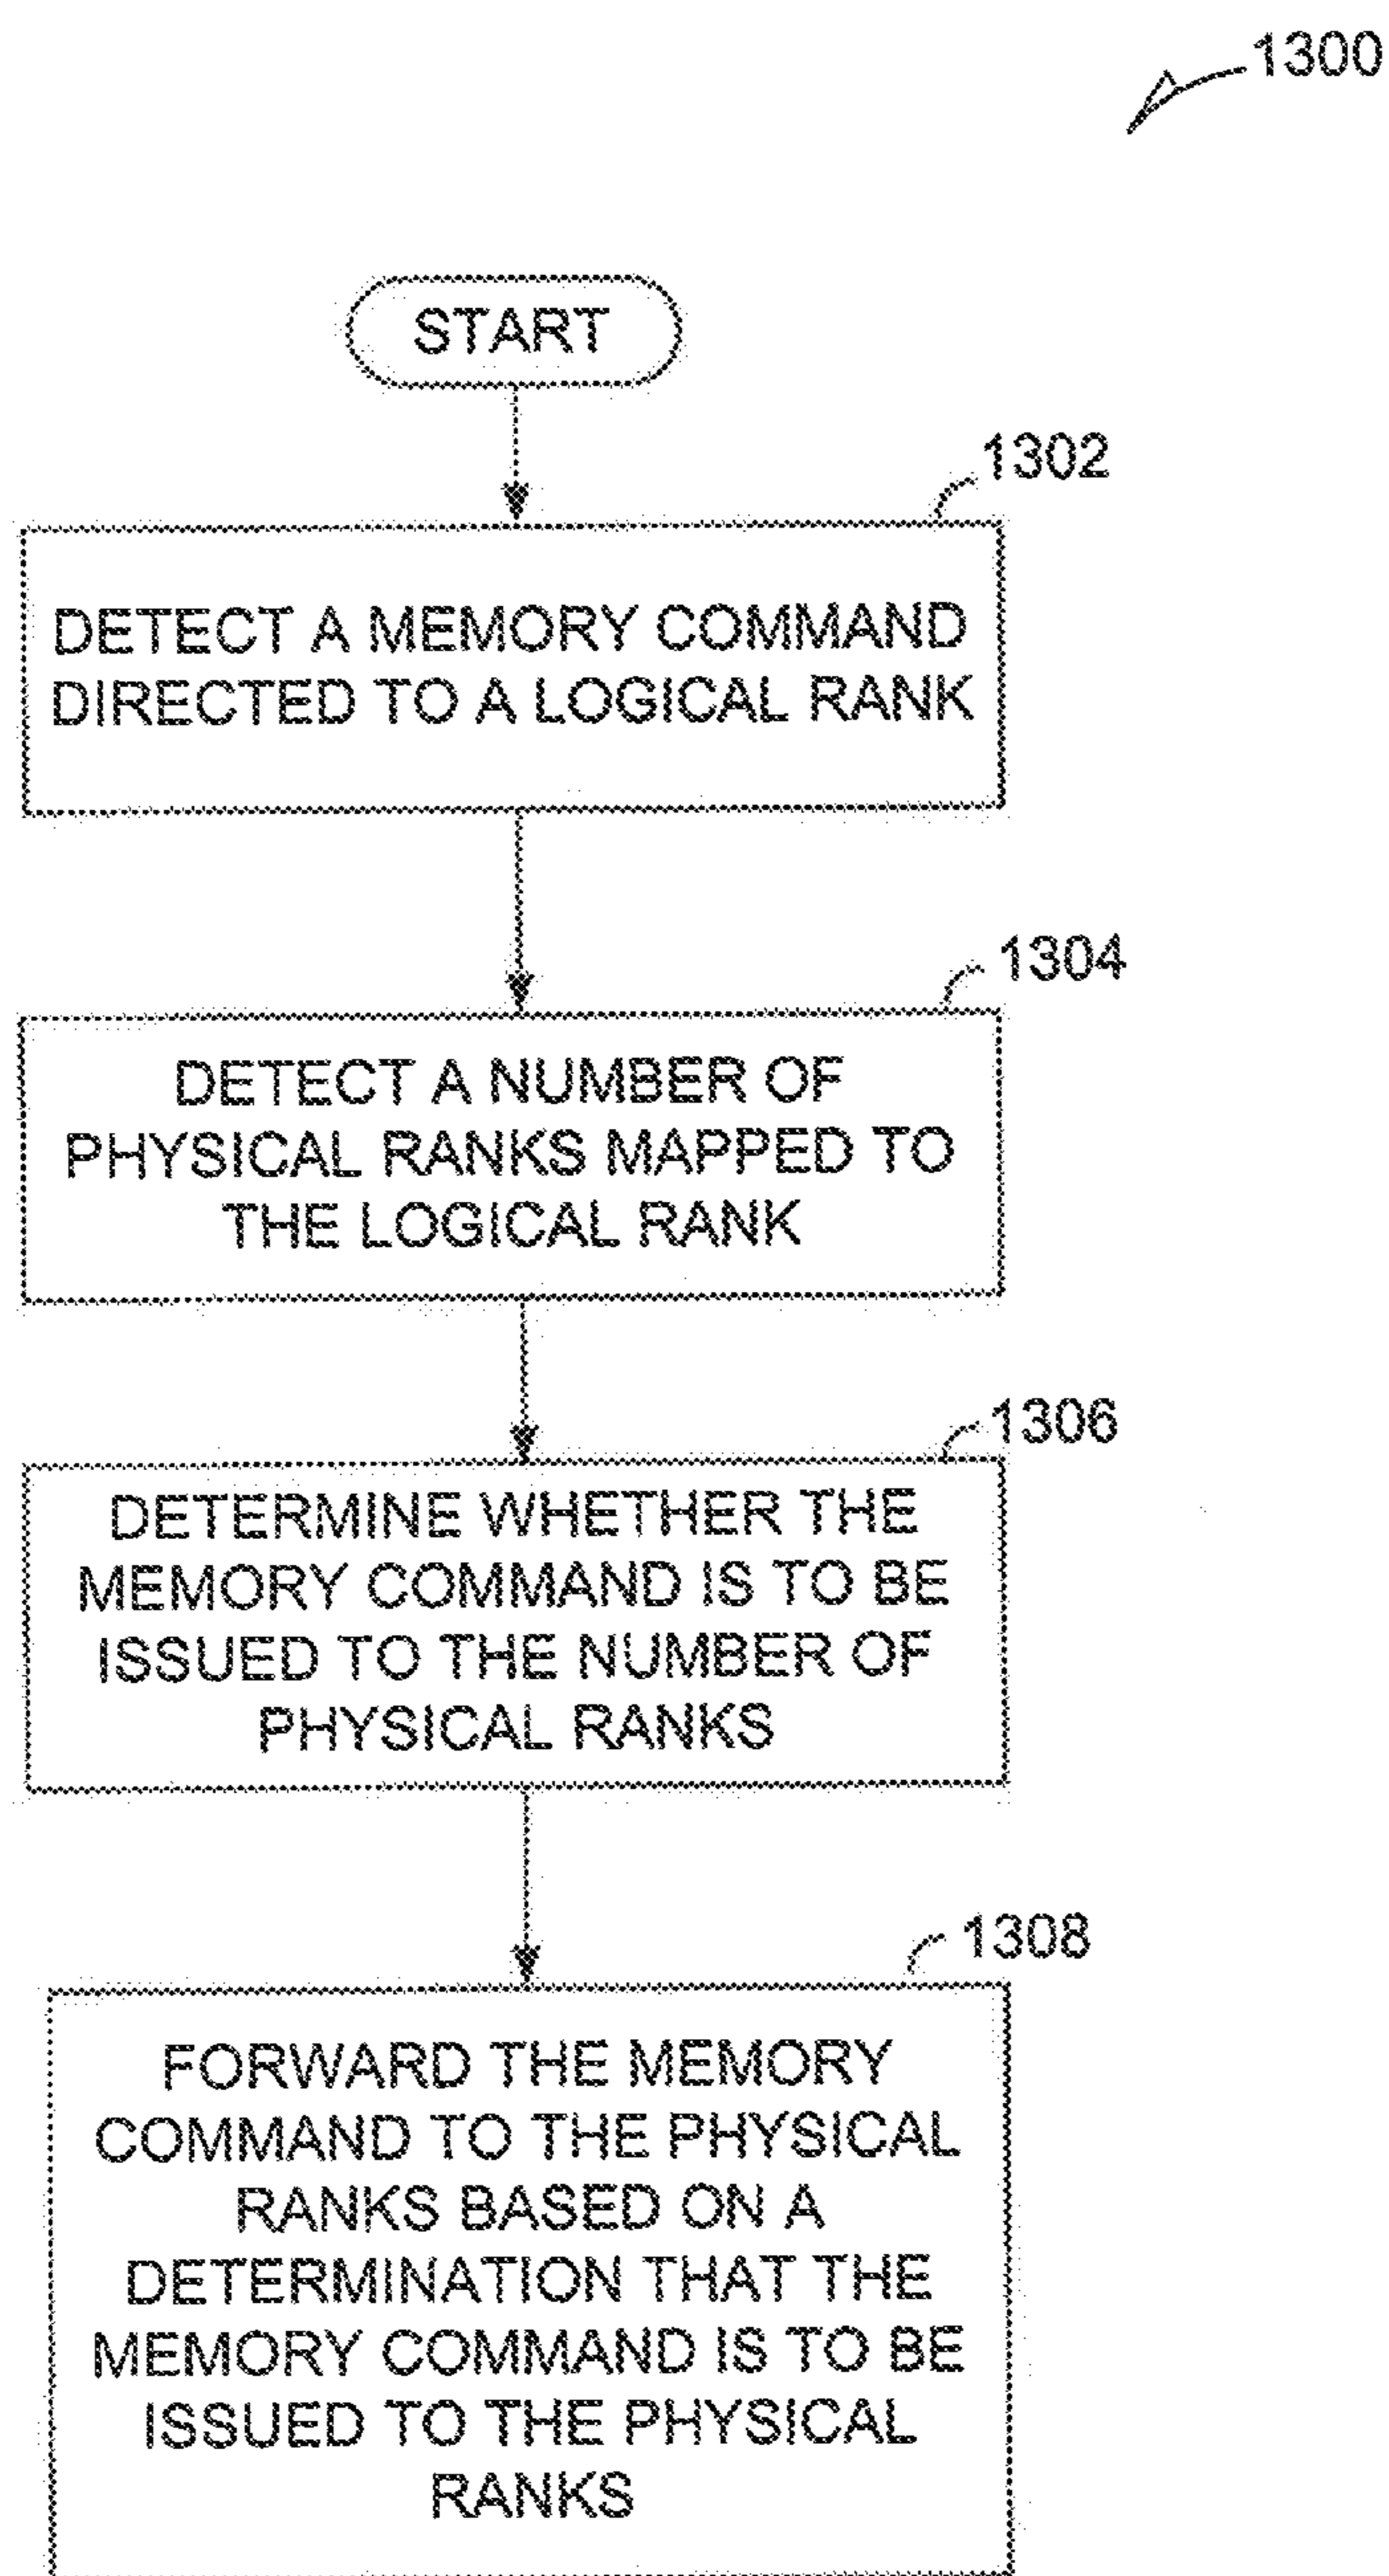 1300
START
1302
DETECT A MEMORY COMMAND
DIRECTED TO A LOGICAL RANK
1304
DETECT A NUMBER OF
PHYSICAL RANKS MAPPED TO
THE LOGICAL RANK
1306
DETERMINE WHETHER THE
MEMORY COMMAND IS TO BE
ISSUED TO THE NUMBER OF
PHYSICAL RANKS
1308
FORWARD THE MEMORY
COMMAND TO THE PHYSICAL
RANKS BASED ON A
DETERMINATION THAT THE
MEMORY COMMAND IS TO BE
ISSUED TO THE PHYSICAL
RANKS